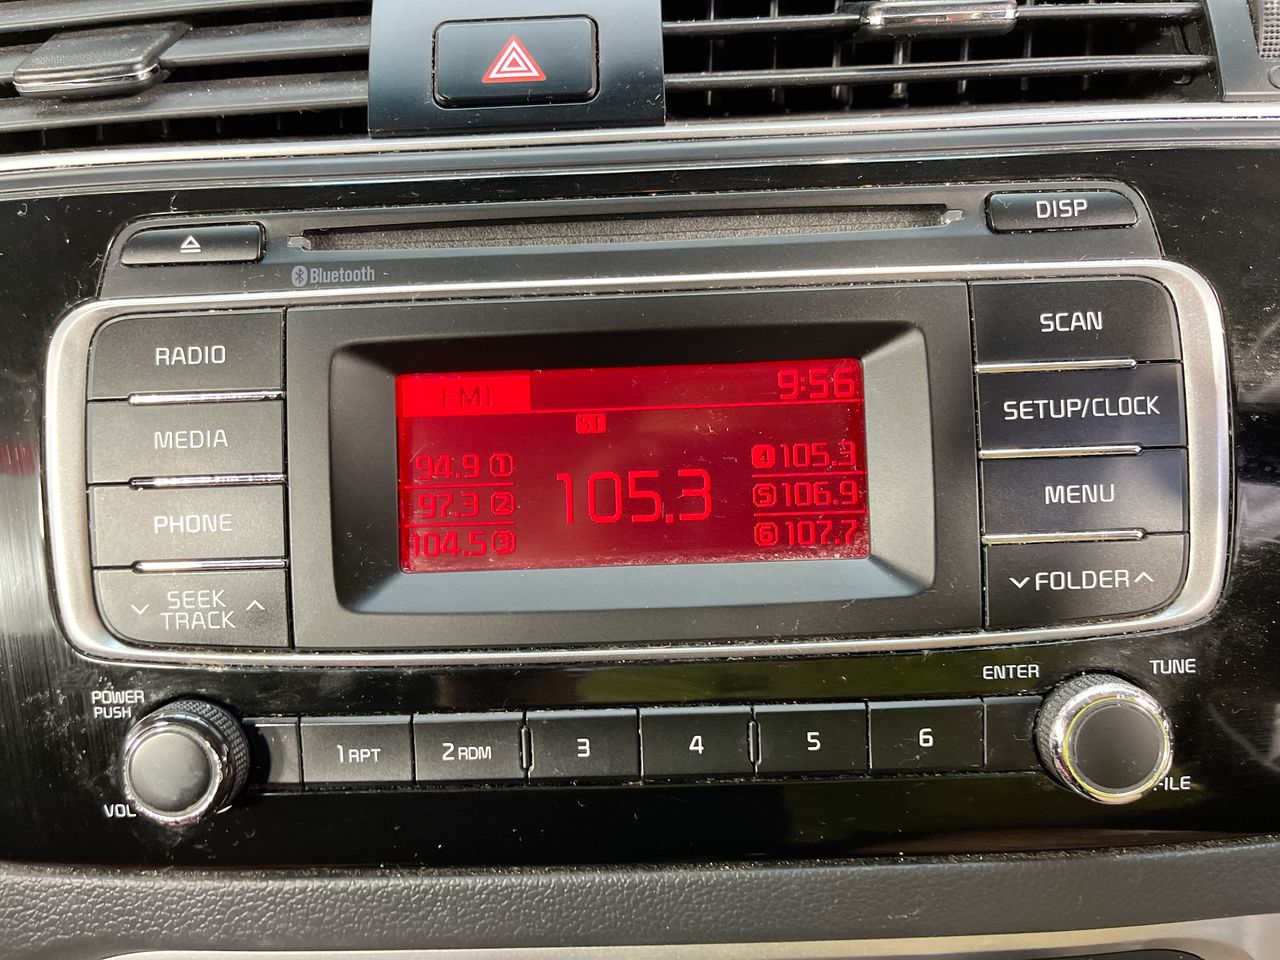 DISP
Bluetooth
RADIO
MEDIA
PHONE
SEEK
TRACK
FM1
9:56
ST
94.9 1
97.3 2
104.5 3
105.3
4 105.3
5 106.9
6 107.7
SCAN
SETUP/CLOCK
MENU
FOLDER
POWER
PUSH
VOL
1 RPT
2 RDM
3
4
5
6
ENTER
TUNE